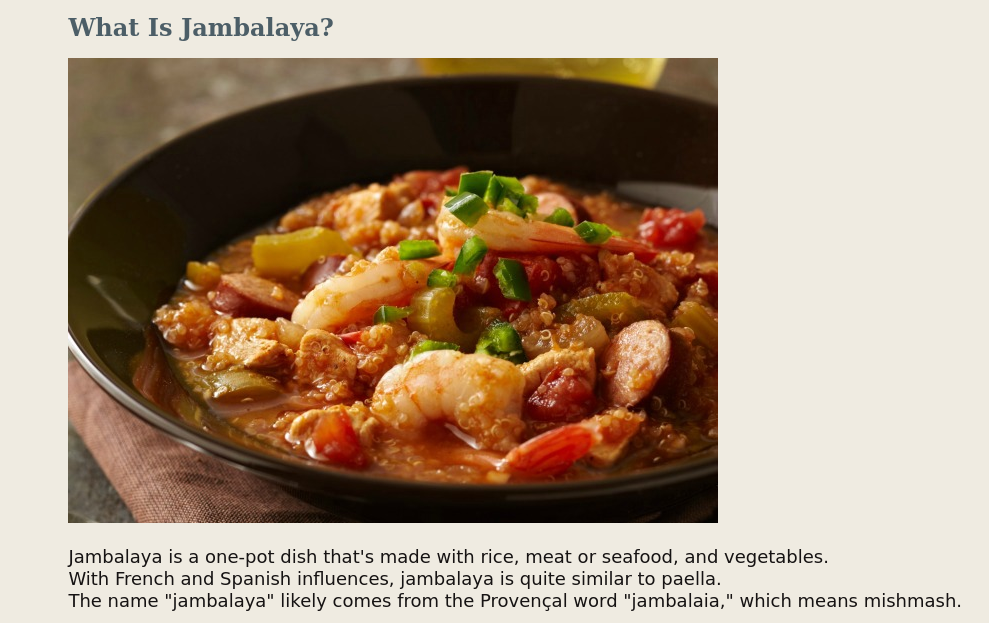 What Is Jambalaya?
Jambalaya is a one-pot dish that's made with rice, meat or seafood, and vegetables.
With French and Spanish influences, jambalaya is quite similar to paella.
The name "jambalaya" likely comes from the Provençal word "jambalaia," which means mishmash.